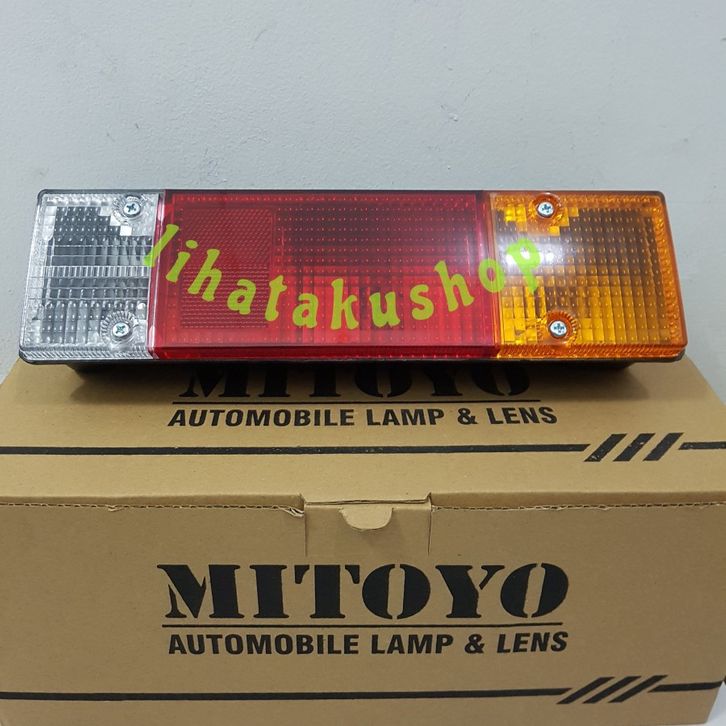 lihatakushop
MITOYO
AUTOMOBILE LAMP & LENS
MITOYO
AUTOMOBILE LAMP & LENS